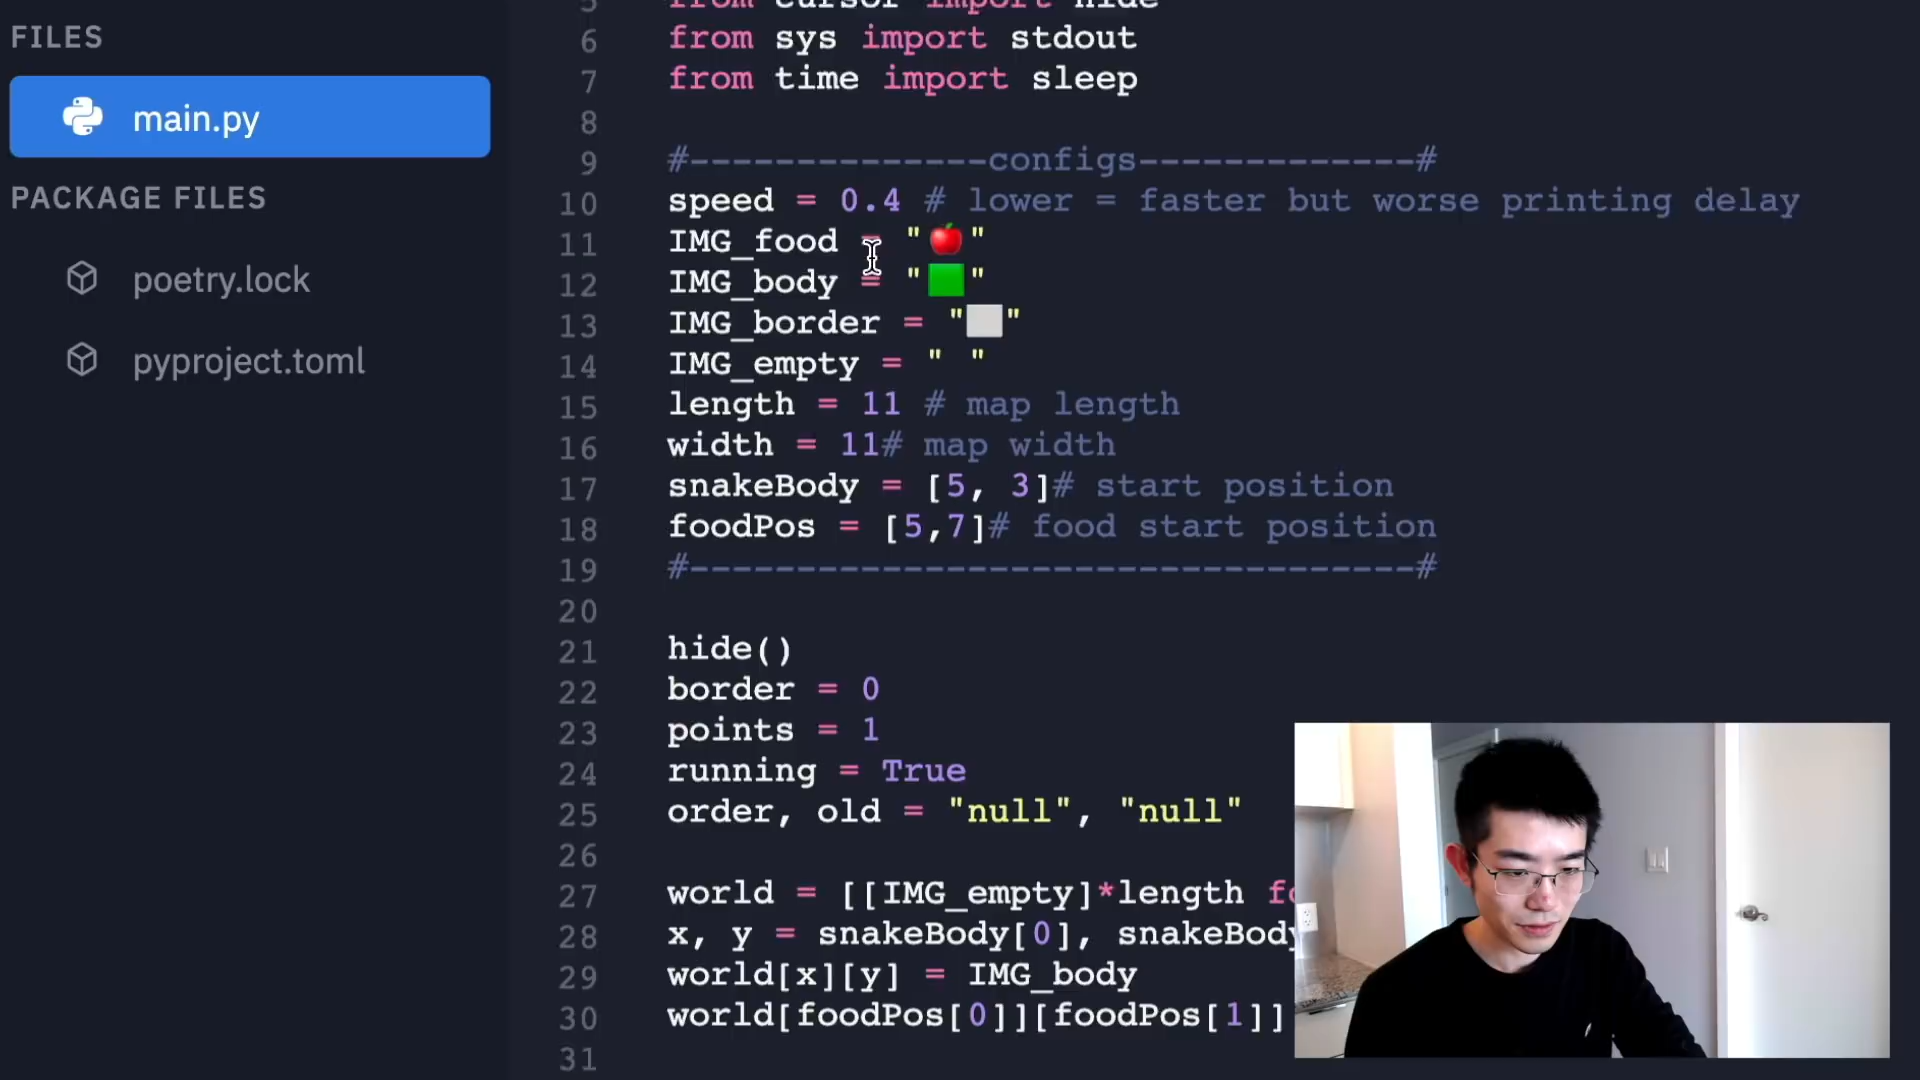 FILES
main.py
PACKAGE FILES
poetry.lock
pyproject.toml
5 from cursor import hide
6 from sys import stdout
7 from time import sleep
8
9 #--------------configs-------------#
10 speed = 0.4 # lower = faster but worse printing delay
11 IMG_food = "🍎"
12 IMG_body = "🟩"
13 IMG_border = "⬜"
14 IMG_empty = " "
15 length = 11 # map length
16 width = 11# map width
17 snakeBody = [5, 3]# start position
18 foodPos = [5,7]# food start position
19 #----------------------------------#
20
21 hide()
22 border = 0
23 points = 1
24 running = True
25 order, old = "null", "null"
26
27 world = [[IMG_empty]*length
28 x, y = snakeBody[0], snakeBody
29 world[x][y] = IMG_body
30 world[foodPos[0]][foodPos[1]]
31